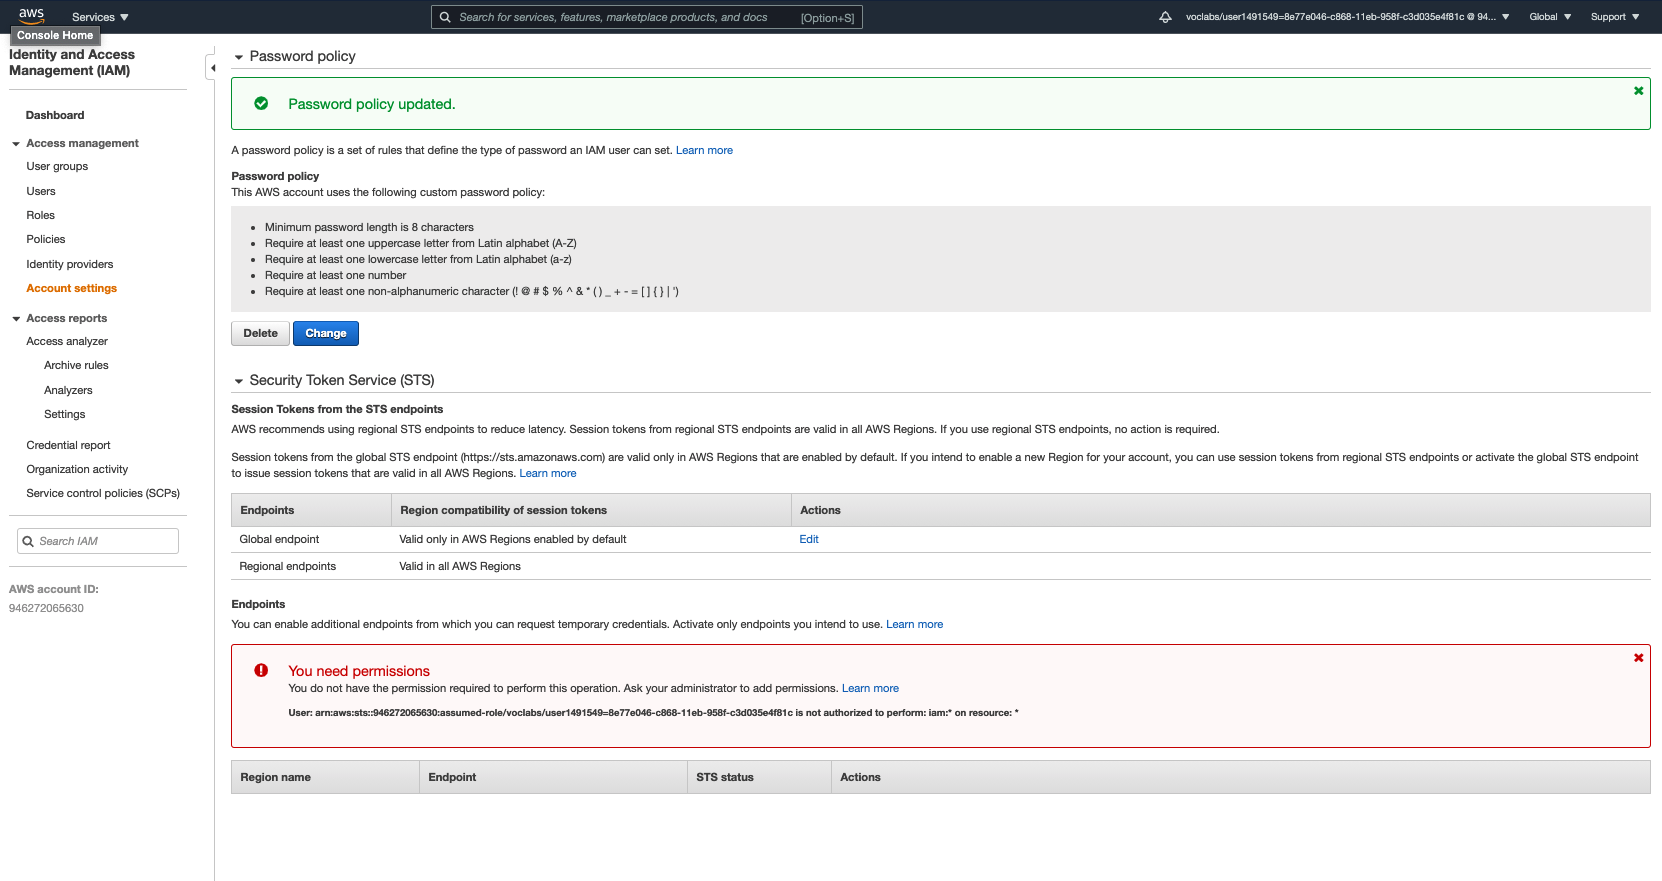 aws
Services
Search for services, features, marketplace products, and docs [Option+S]
voclabs/user1491549=8e77e046-c868-11eb-958f-c3d035e4f81c @ 94...
Global
Support
Console Home
Identity and Access
Management (IAM)
Dashboard
Access management
User groups
Users
Roles
Policies
Identity providers
Account settings
Access reports
Access analyzer
Archive rules
Analyzers
Settings
Credential report
Organization activity
Service control policies (SCPs)
Search IAM
AWS account ID:
946272065630
Password policy
Password policy updated.
A password policy is a set of rules that define the type of password an IAM user can set. Learn more
Password policy
This AWS account uses the following custom password policy:
• Minimum password length is 8 characters
• Require at least one uppercase letter from Latin alphabet (A-Z)
• Require at least one lowercase letter from Latin alphabet (a-z)
• Require at least one number
• Require at least one non-alphanumeric character (! @ # $ % ^ & * ( ) _ + - = [ ] { } | ')
Delete
Change
Security Token Service (STS)
Session Tokens from the STS endpoints
AWS recommends using regional STS endpoints to reduce latency. Session tokens from regional STS endpoints are valid in all AWS Regions. If you use regional STS endpoints, no action is required.
Session tokens from the global STS endpoint (https://sts.amazonaws.com) are valid only in AWS Regions that are enabled by default. If you intend to enable a new Region for your account, you can use session tokens from regional STS endpoints or activate the global STS endpoint
to issue session tokens that are valid in all AWS Regions. Learn more
Endpoints Region compatibility of session tokens Actions
Global endpoint Valid only in AWS Regions enabled by default Edit
Regional endpoints Valid in all AWS Regions
Endpoints
You can enable additional endpoints from which you can request temporary credentials. Activate only endpoints you intend to use. Learn more
You need permissions
You do not have the permission required to perform this operation. Ask your administrator to add permissions. Learn more
User: arn:aws:sts::946272065630:assumed-role/voclabs/user1491549=8e77e046-c868-11eb-958f-c3d035e4f81c is not authorized to perform: iam:* on resource: *
Region name Endpoint STS status Actions